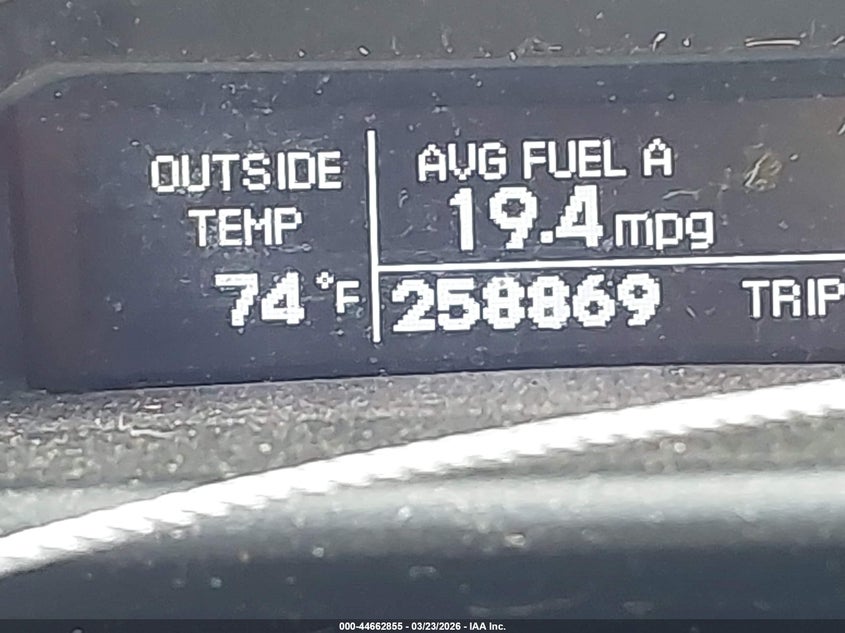 OUTSIDE
TEMP
74°F
AVG FUEL A
19.4 mpg
258869 TRIP
000-44662855 - 03/23/2026 - IAA Inc.